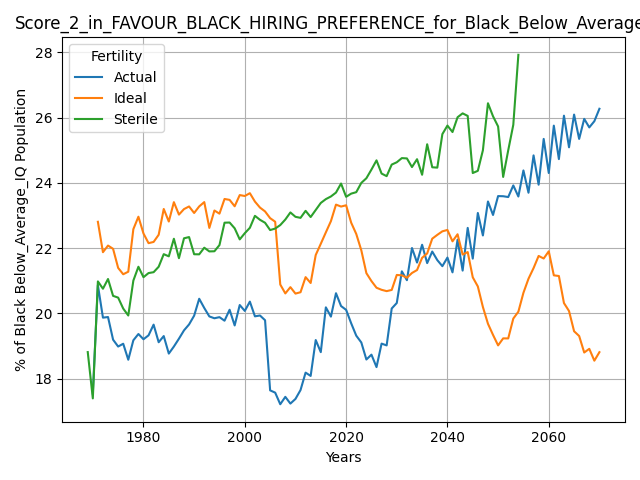 Score_2_in_FAVOUR_BLACK_HIRING_PREFERENCE_for_Black_Below_Average
Fertility
Actual
Ideal
Sterile
% of Black Below_Average_IQ Population
28
26
24
22
20
18
1980
2000
2020
2040
2060
Years